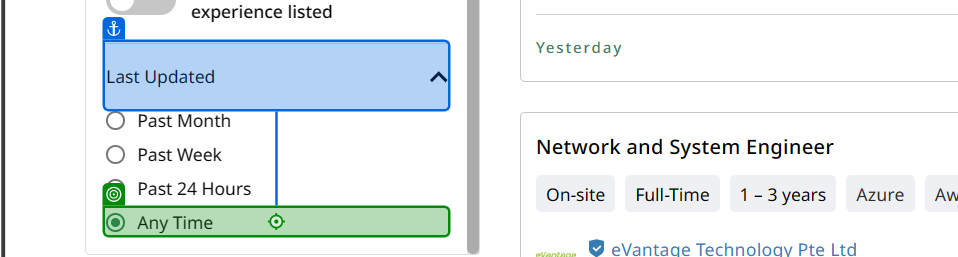 experience listed
Last Updated
Past Month
Past Week
Past 24 Hours
Any Time
Yesterday
Network and System Engineer
On-site Full-Time 1 – 3 years Azure Aw
eVantage eVantage Technology Pte Ltd